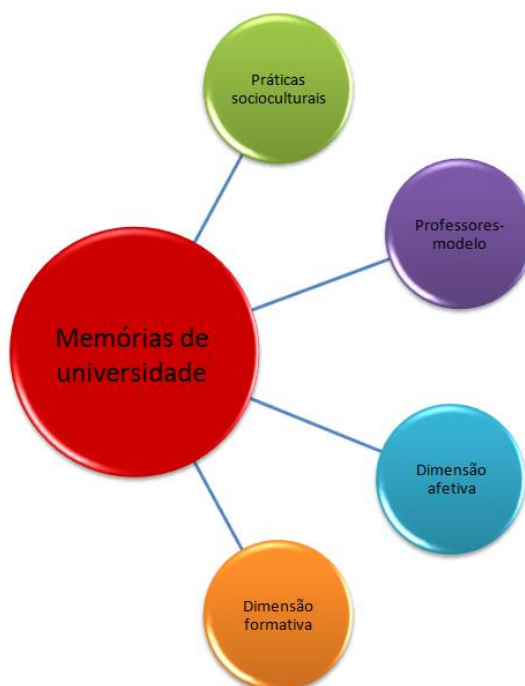 Práticas
socioculturais
Professores-
modelo
Memórias de
universidade
Dimensão
afetiva
Dimensão
formativa